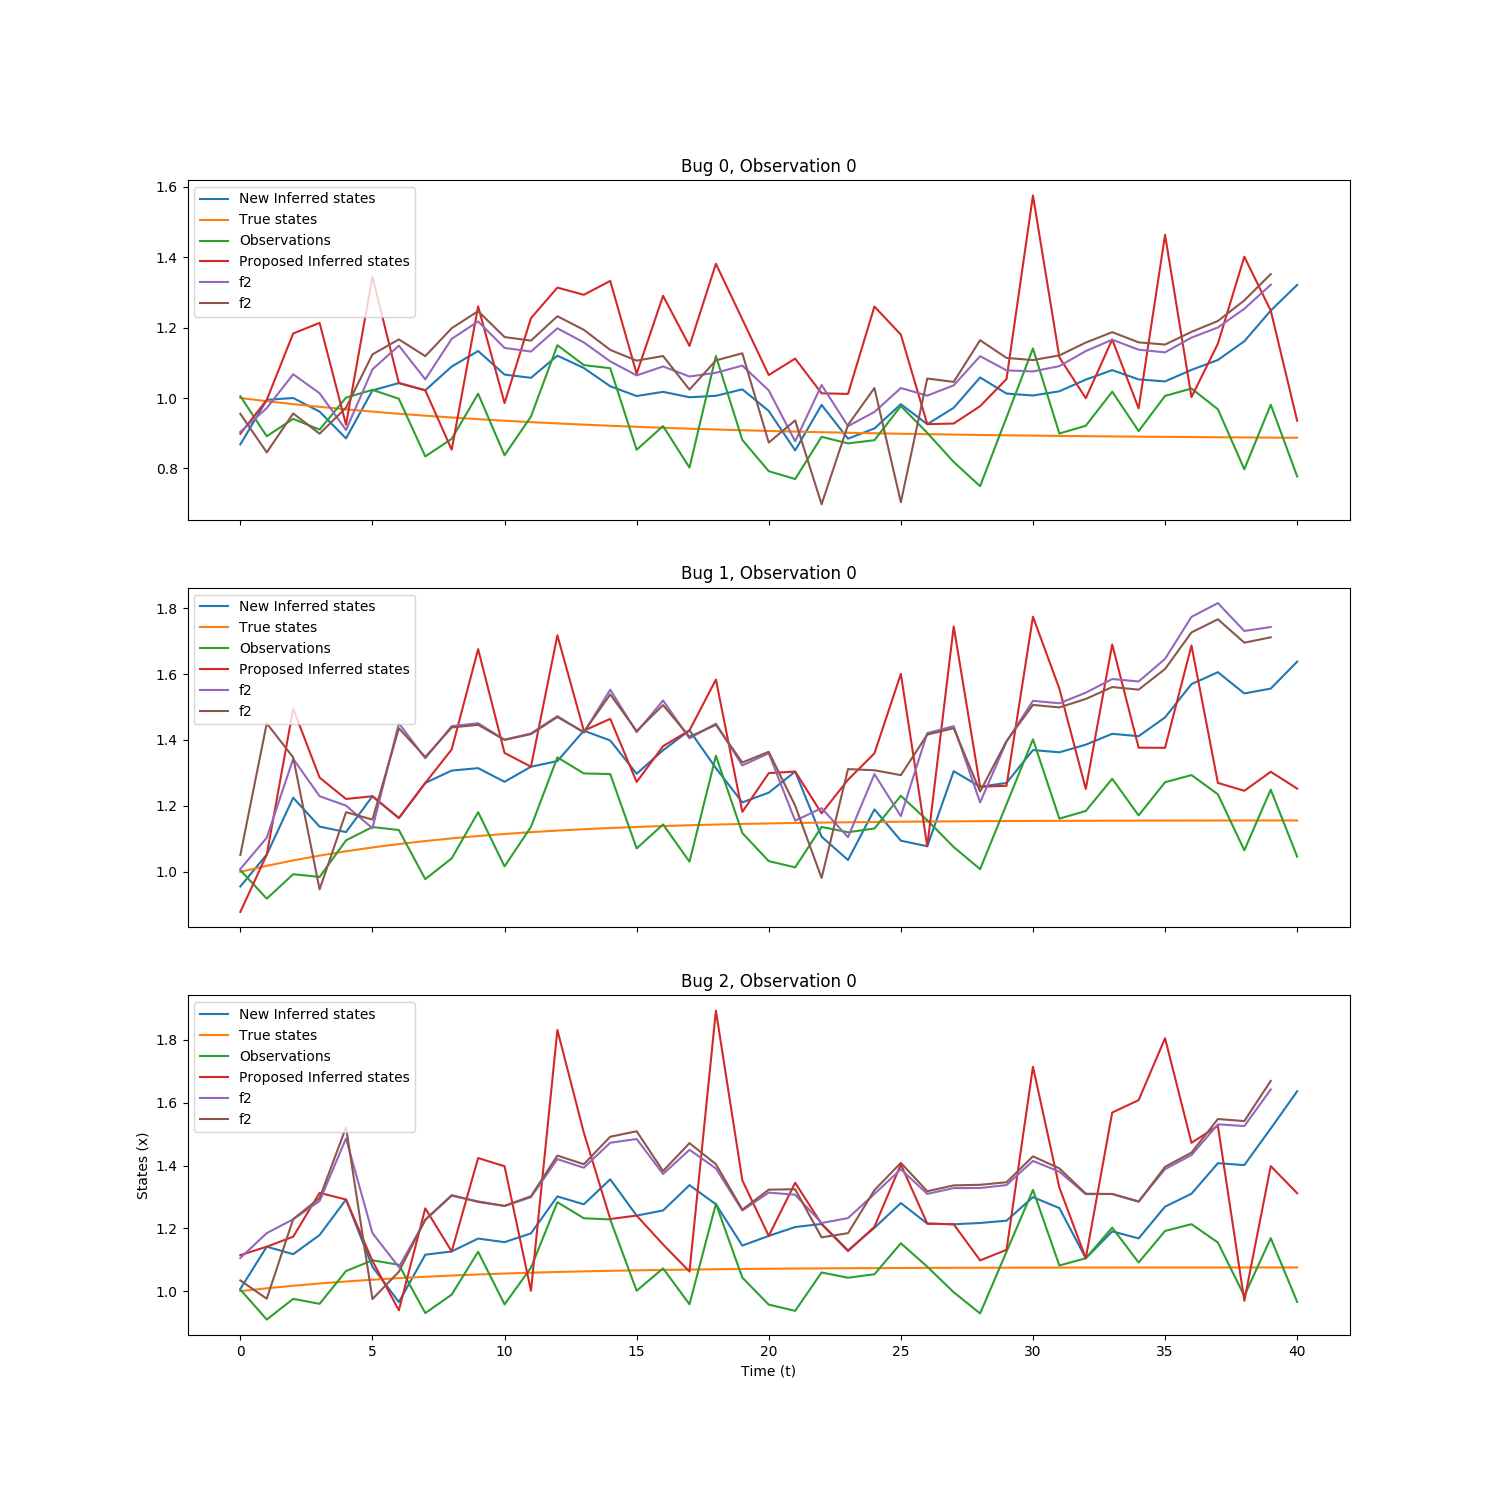 Bug 0, Observation 0
1.6
1.4
1.2
1.0
0.8
New Inferred states
True states
Observations
Proposed Inferred states
f2
f2
Bug 1, Observation 0
1.8
1.6
1.4
1.2
1.0
New Inferred states
True states
Observations
Proposed Inferred states
f2
f2
Bug 2, Observation 0
States (x)
1.8
1.6
1.4
1.2
1.0
New Inferred states
True states
Observations
Proposed Inferred states
f2
f2
0 5 10 15 20 25 30 35 40
Time (t)